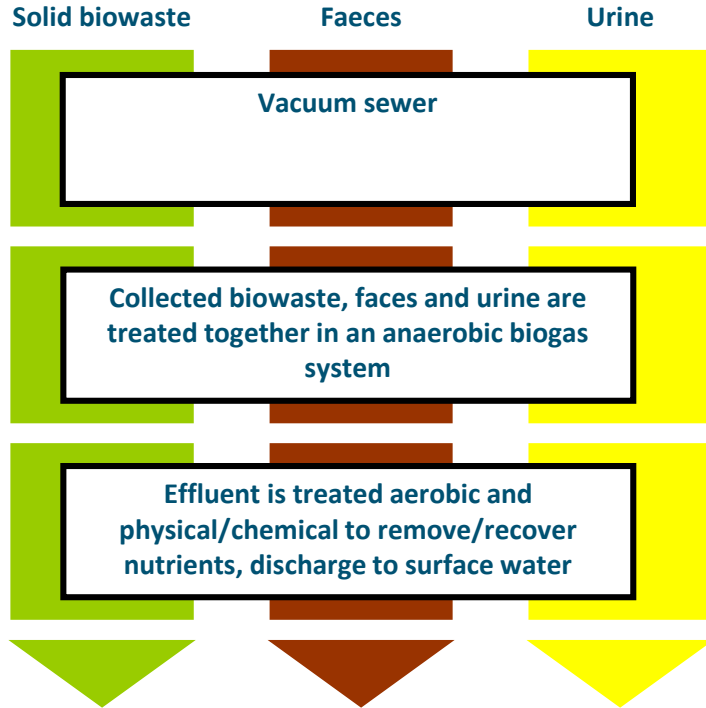 Solid biowaste Faeces Urine
Vacuum sewer
Collected biowaste, faces and urine are
treated together in an anaerobic biogas
system
Effluent is treated aerobic and
physical/chemical to remove/recover
nutrients, discharge to surface water